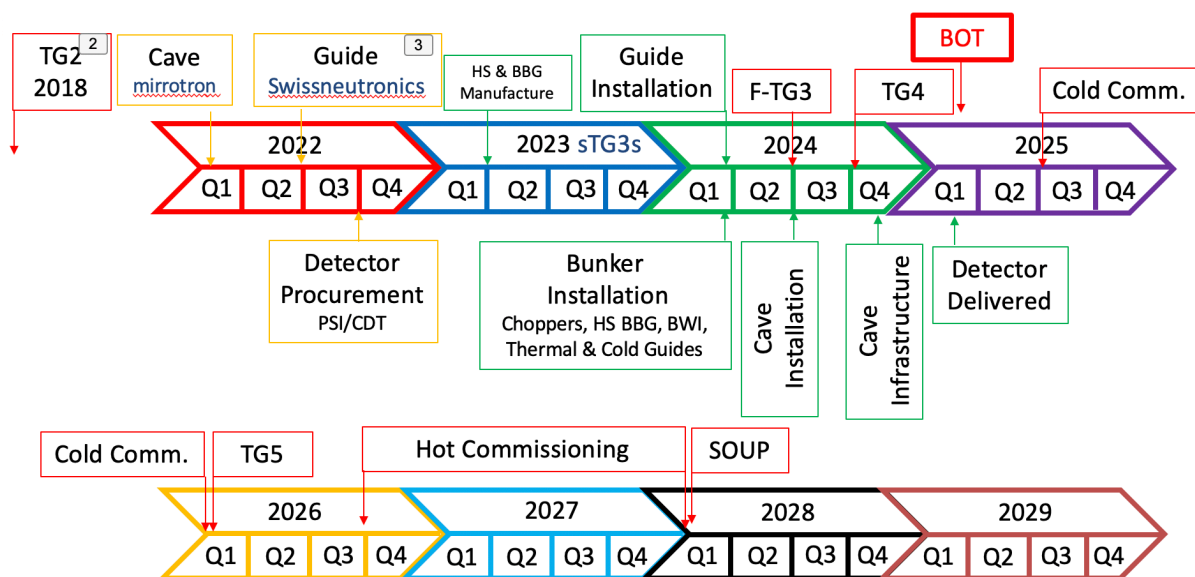 TG2
2018
2
Cave
mirrotron
Guide
Swissneutronics
3
HS & BBG
Manufacture
Guide
Installation
F-TG3
TG4
BOT
Cold Comm.
2022
2023 sTG3s
2024
2025
Q1 Q2 Q3 Q4 Q1 Q2 Q3 Q4 Q1 Q2 Q3 Q4 Q1 Q2 Q3 Q4
Detector
Procurement
PSI/CDT
Bunker
Installation
Choppers, HS BBG, BWI,
Thermal & Cold Guides
Cave
Installation
Cave
Infrastructure
Detector
Delivered
Cold Comm.
TG5
Hot Commissioning
SOUP
2026
2027
2028
2029
Q1 Q2 Q3 Q4 Q1 Q2 Q3 Q4 Q1 Q2 Q3 Q4 Q1 Q2 Q3 Q4